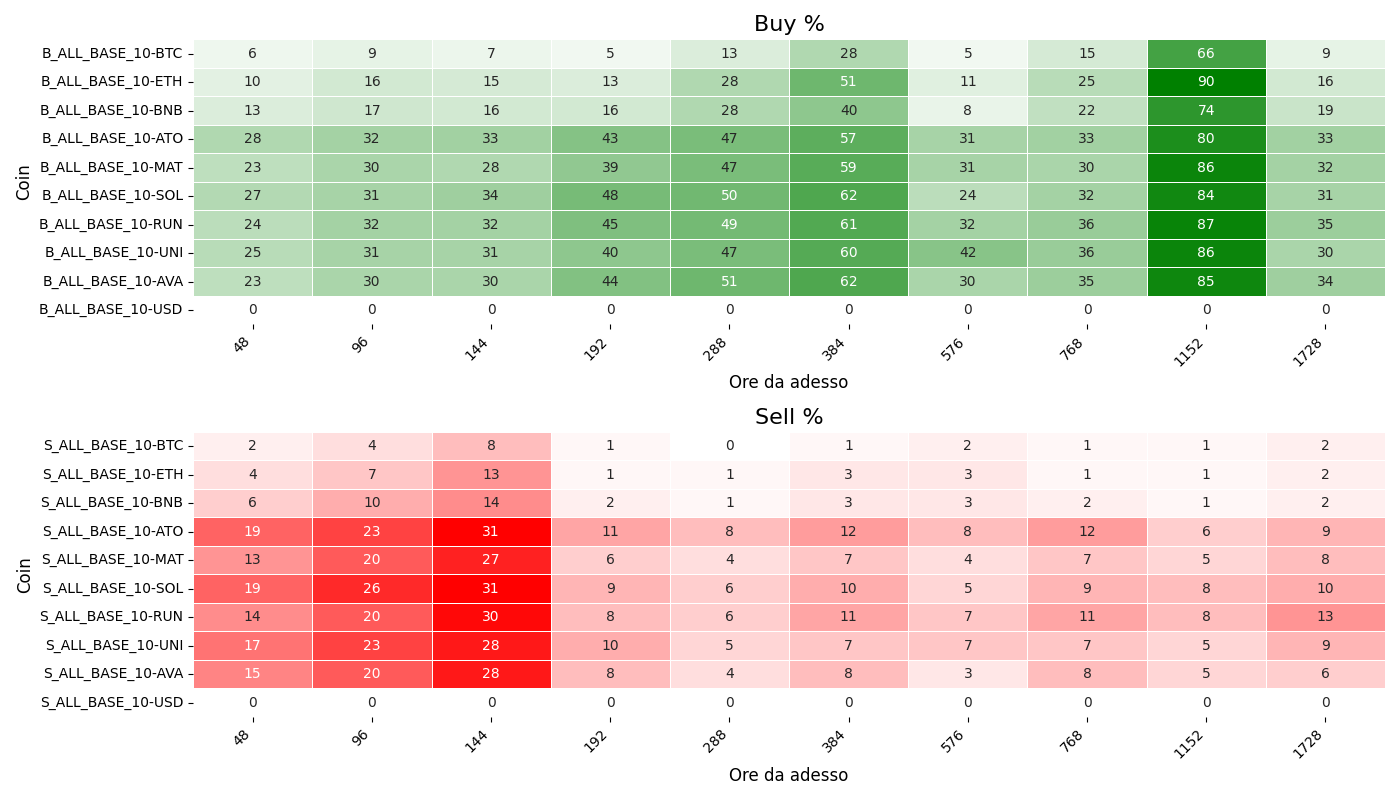 Buy %
Coin
B_ALL_BASE_10-BTC 6 9 7 5 13 28 5 15 66 9
B_ALL_BASE_10-ETH 10 16 15 13 28 51 11 25 90 16
B_ALL_BASE_10-BNB 13 17 16 16 28 40 8 22 74 19
B_ALL_BASE_10-ATO 28 32 33 43 47 57 31 33 80 33
B_ALL_BASE_10-MAT 23 30 28 39 47 59 31 30 86 32
B_ALL_BASE_10-SOL 27 31 34 48 50 62 24 32 84 31
B_ALL_BASE_10-RUN 24 32 32 45 49 61 32 36 87 35
B_ALL_BASE_10-UNI 25 31 31 40 47 60 42 36 86 30
B_ALL_BASE_10-AVA 23 30 30 44 51 62 30 35 85 34
B_ALL_BASE_10-USD 0 0 0 0 0 0 0 0 0 0
48 96 144 192 288 384 576 768 1152 1728
Ore da adesso
Sell %
Coin
S_ALL_BASE_10-BTC 2 4 8 1 0 1 2 1 1 2
S_ALL_BASE_10-ETH 4 7 13 1 1 3 3 1 1 2
S_ALL_BASE_10-BNB 6 10 14 2 1 3 3 2 1 2
S_ALL_BASE_10-ATO 19 23 31 11 8 12 8 12 6 9
S_ALL_BASE_10-MAT 13 20 27 6 4 7 4 7 5 8
S_ALL_BASE_10-SOL 19 26 31 9 6 10 5 9 8 10
S_ALL_BASE_10-RUN 14 20 30 8 6 11 7 11 8 13
S_ALL_BASE_10-UNI 17 23 28 10 5 7 7 7 5 9
S_ALL_BASE_10-AVA 15 20 28 8 4 8 3 8 5 6
S_ALL_BASE_10-USD 0 0 0 0 0 0 0 0 0 0
48 96 144 192 288 384 576 768 1152 1728
Ore da adesso